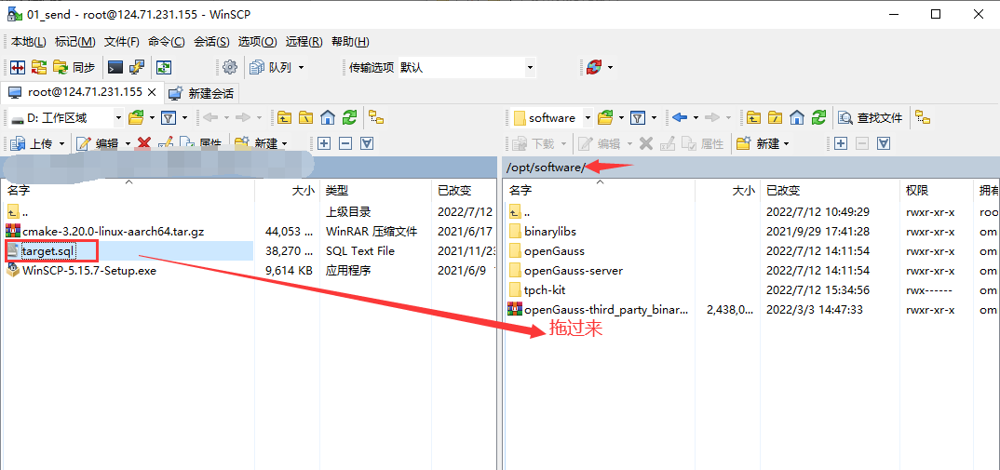 01_send - root@124.71.231.155 - WinSCP
本地(L) 标记(M) 文件(F) 命令(C) 会话(S) 选项(O) 远程(R) 帮助(H)
同步 队列 传输选项 默认
root@124.71.231.155 新建会话
D: 工作区域 software 查找文件
上传 编辑 属性 新建 下载 编辑 属性 新建
/opt/software/
名字 大小 类型 已改变 名字 大小 已改变 权限 拥有
.. 上级目录 2022/7/12 .. 2022/7/12 10:49:29 rwxr-xr-x roo
cmake-3.20.0-linux-aarch64.tar.gz 44,053 ... WinRAR 压缩文件 2021/6/17 binarylibs 2021/9/29 17:41:28 rwxr-xr-x om
target.sql 38,270 ... SQL Text File 2021/11/23 openGauss 2022/7/12 14:11:54 rwxr-xr-x om
WinSCP-5.15.7-Setup.exe 9,614 KB 应用程序 2021/6/9 1 openGauss-server 2022/7/12 14:11:54 rwxr-xr-x om
tpch-kit 2022/7/12 15:34:56 rwx------ om
openGauss-third_party_binar... 2,438,0... 2022/3/3 14:47:33 rwxr-xr-x om
拖过来